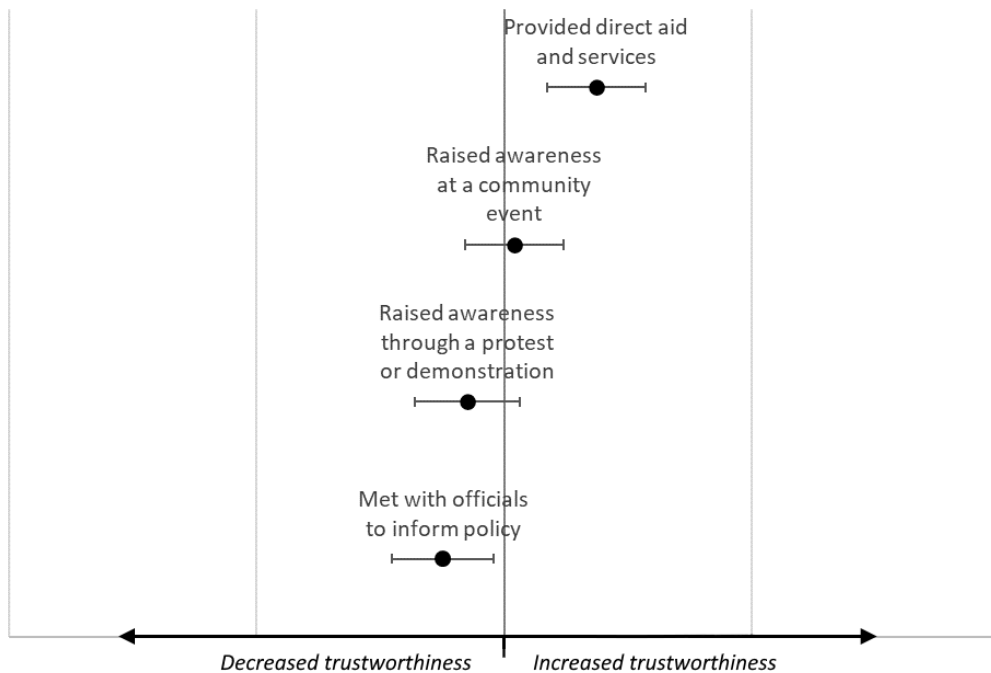 Provided direct aid
and services
Raised awareness
at a community
event
Raised awareness
through a protest
or demonstration
Met with officials
to inform policy
Decreased trustworthiness
Increased trustworthiness